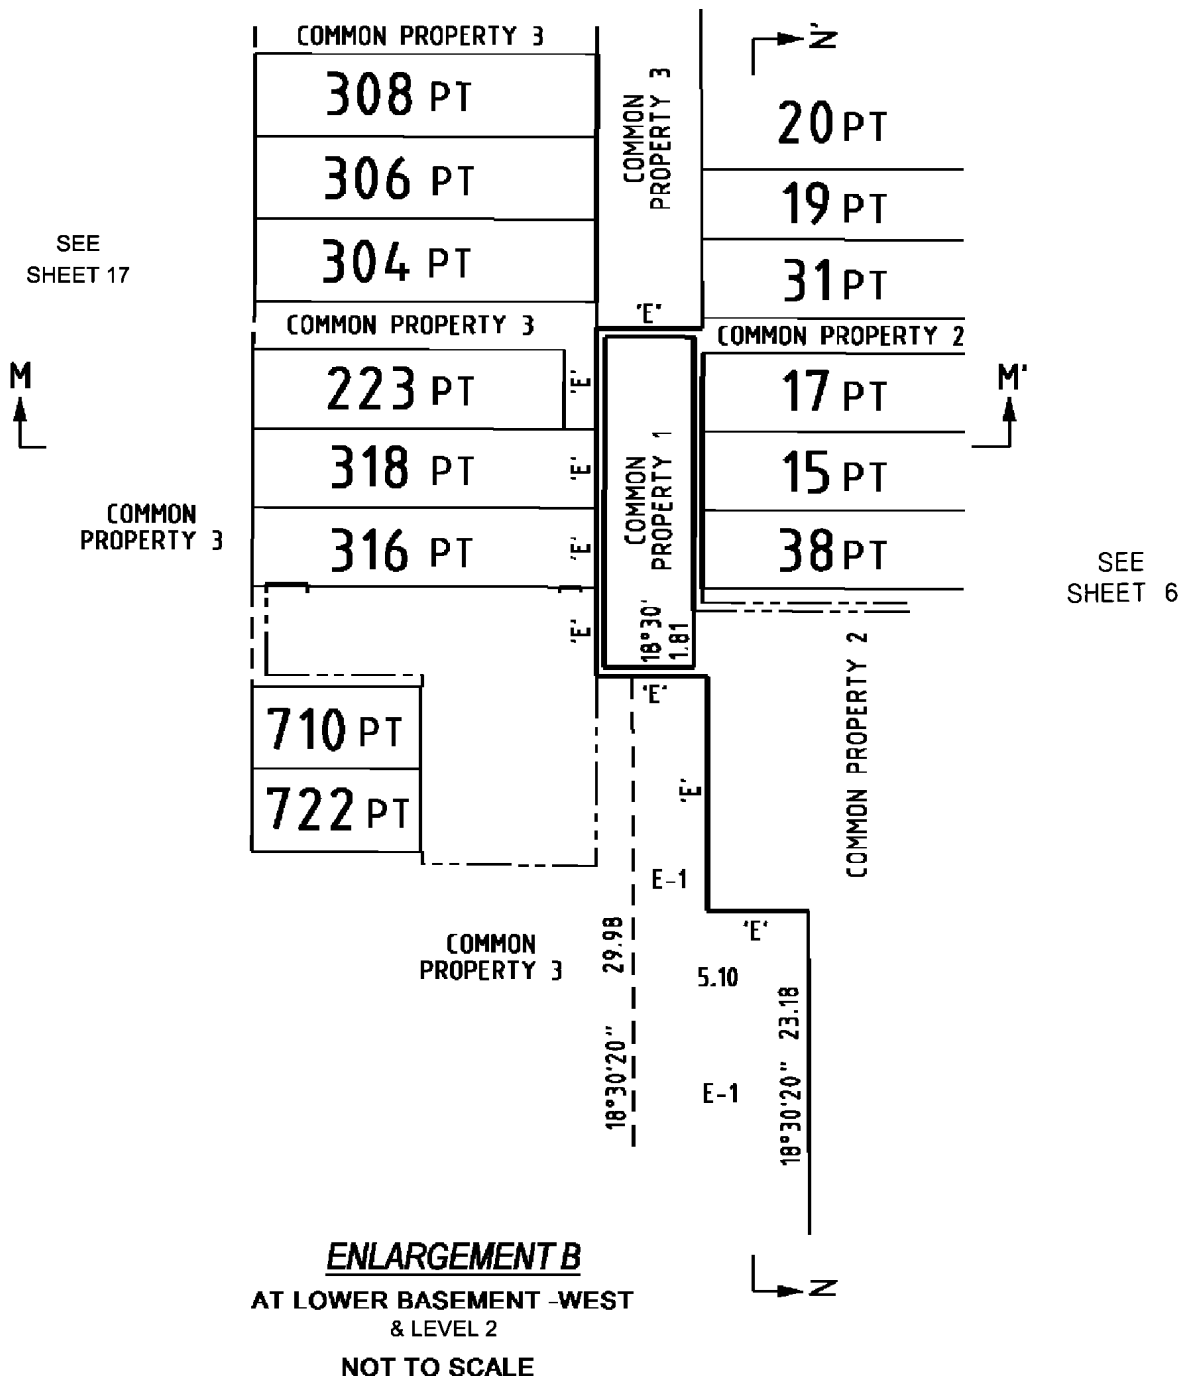 COMMON PROPERTY 3
308 PT
306 PT
304 PT
COMMON
PROPERTY 3
N'
20 PT
19 PT
31 PT
SEE
SHEET 17
COMMON PROPERTY 3
'E'
COMMON PROPERTY 2
M
223 PT
'E'
17 PT
M'
318 PT
'E'
COMMON
PROPERTY 1
15 PT
COMMON
PROPERTY 3
316 PT
'E'
38 PT
SEE
SHEET 6
'E'
18°30'
1.81
'E'
COMMON PROPERTY 2
710 PT
722 PT
'E'
E-1
'E'
COMMON
PROPERTY 3
18°30'20" 29.98
5.10
18°30'20" 23.18
E-1
ENLARGEMENT B
AT LOWER BASEMENT -WEST
& LEVEL 2
NOT TO SCALE
N